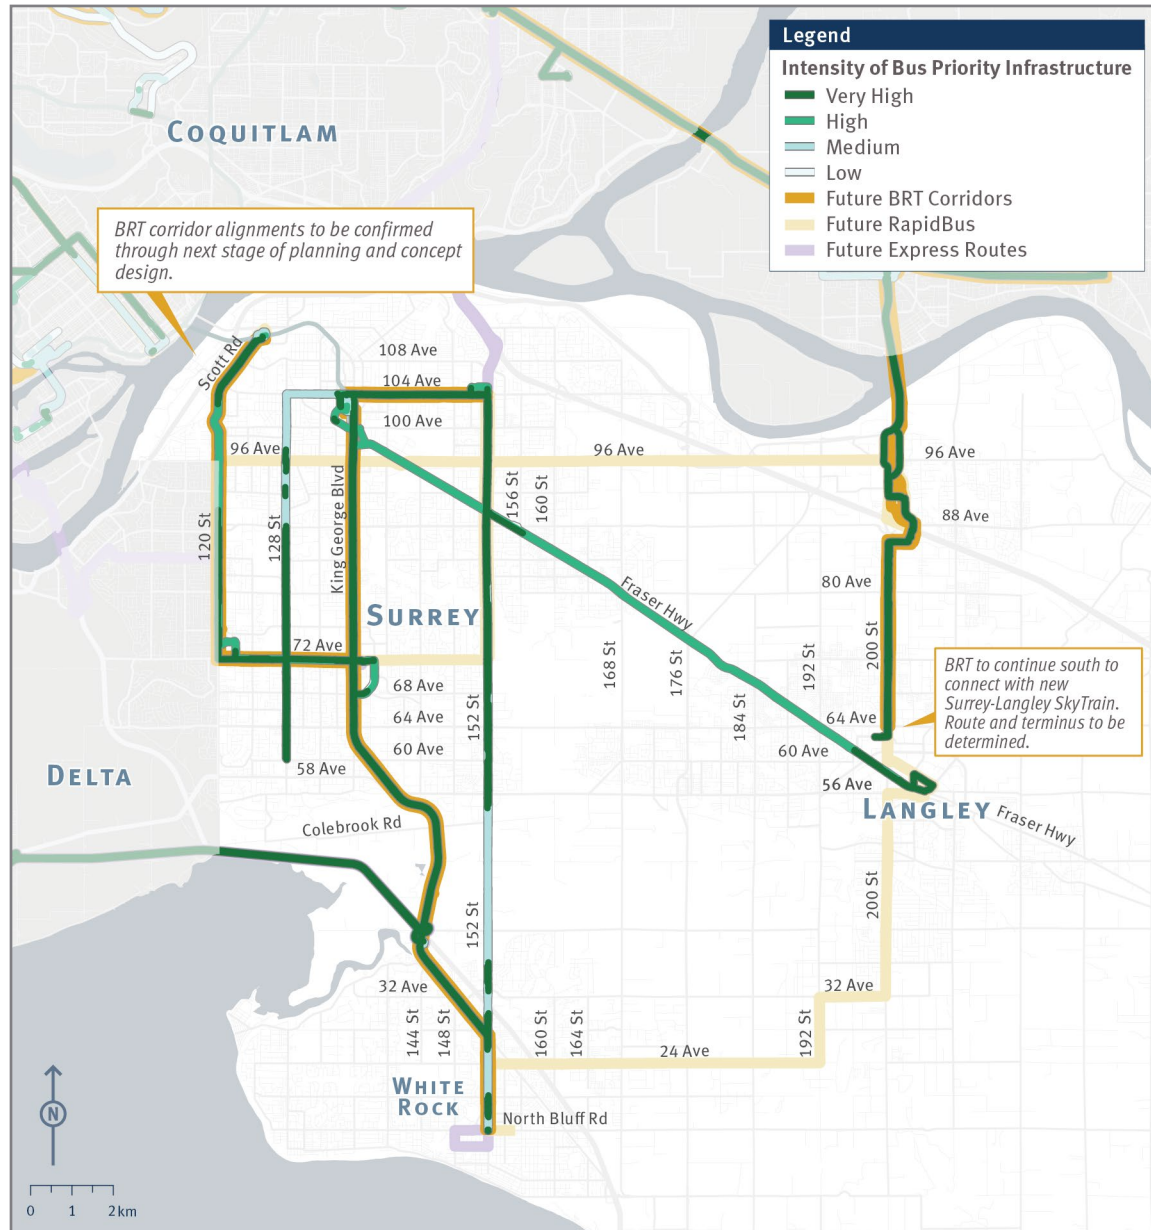 Legend
Intensity of Bus Priority Infrastructure
Very High
High
Medium
Low
Future BRT Corridors
Future RapidBus
Future Express Routes
COQUITLAM
BRT corridor alignments to be confirmed
through next stage of planning and concept
design.
Scott Rd
108 Ave
104 Ave
100 Ave
96 Ave
96 Ave
96 Ave
156 St
160 St
88 Ave
120 St
128 St
King George Blvd
80 Ave
SURREY
Fraser Hwy
72 Ave
168 St
176 St
192 St
200 St
BRT to continue south to
connect with new
Surrey-Langley SkyTrain.
Route and terminus to be
determined.
68 Ave
152 St
184 St
64 Ave
64 Ave
60 Ave
60 Ave
58 Ave
DELTA
56 Ave
LANGLEY
Fraser Hwy
Colebrook Rd
152 St
200 St
32 Ave
32 Ave
144 St
148 St
160 St
164 St
192 St
24 Ave
WHITE
ROCK
North Bluff Rd
N
0 1 2 km